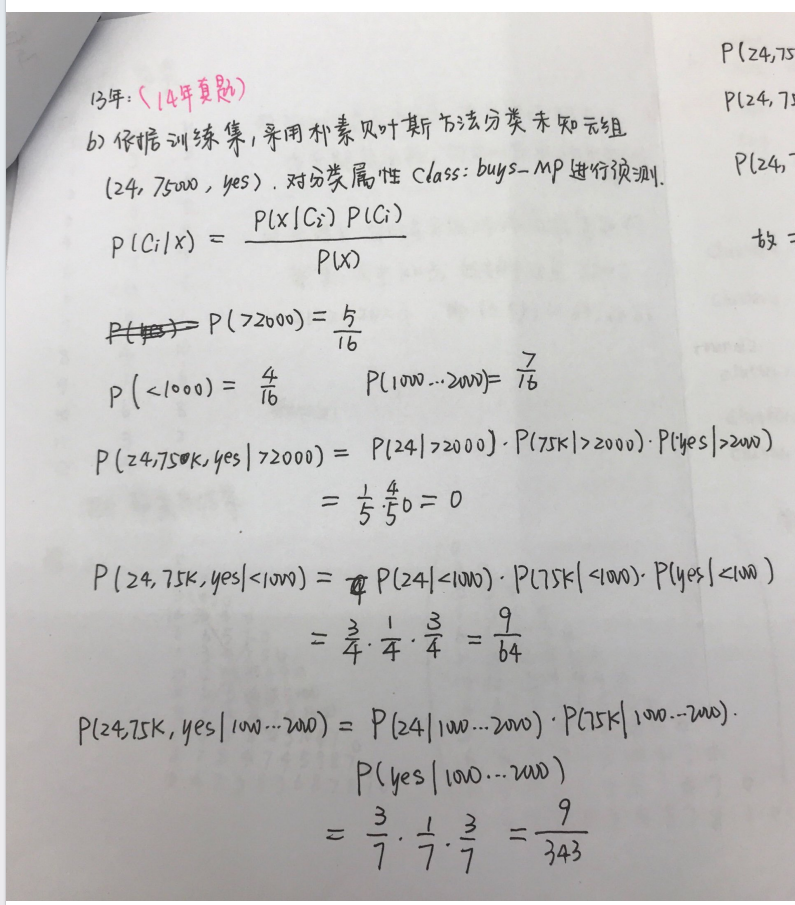 13年:(14年真题)
b) 依据训练集,采用朴素贝叶斯方法分类未知元组
(24, 75000, yes). 对分类属性 Class: buys_MP 进行预测.
P(Ci|X) = P(X|Ci) P(Ci) / P(X)
P(>2000) = 5/16
P(<1000) = 4/16 P(1000...2000)= 7/16
P(24,750K, yes|>2000) = P(24|>2000)·P(75K|>2000)·P(yes|>2000)
= 1/5·4/5·0 = 0
P(24,75K,yes|<1000) = P(24|<1000)·P(75K|<1000)·P(yes|<1000)
= 3/4·1/4·3/4 = 9/64
P(24,75K,yes|1000...2000) = P(24|1000...2000)·P(75K|1000...2000)·
P(yes|1000...2000)
= 3/7·1/7·3/7 = 9/343
P(24,75
P(24,75
P(24,
故 =